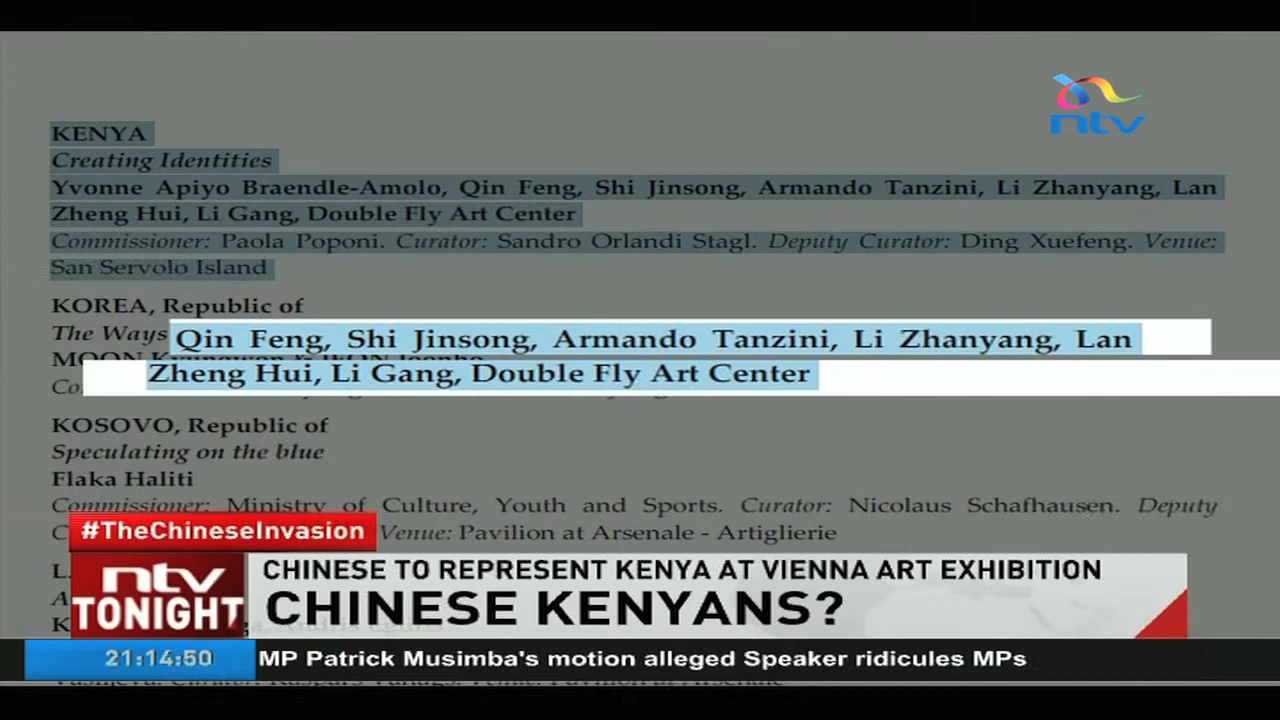 ntv
KENYA
Creating Identities
Yvonne Apiyo Braendle-Amolo, Qin Feng, Shi Jinsong, Armando Tanzini, Li Zhanyang, Lan
Zheng Hui, Li Gang, Double Fly Art Center
Commissioner: Paola Poponi. Curator: Sandro Orlandi Stagl. Deputy Curator: Ding Xuefeng. Venue:
San Servolo Island
KOREA, Republic of
The Ways
Qin Feng, Shi Jinsong, Armando Tanzini, Li Zhanyang, Lan
Zheng Hui, Li Gang, Double Fly Art Center
KOSOVO, Republic of
Speculating on the blue
Flaka Haliti
Commissioner: Ministry of Culture, Youth and Sports. Curator: Nicolaus Schafhausen. Deputy
Venue: Pavilion at Arsenale - Artiglierie
#TheChineseInvasion
ntv
TONIGHT
CHINESE TO REPRESENT KENYA AT VIENNA ART EXHIBITION
CHINESE KENYANS?
21:14:50
MP Patrick Musimba's motion alleged Speaker ridicules MPs